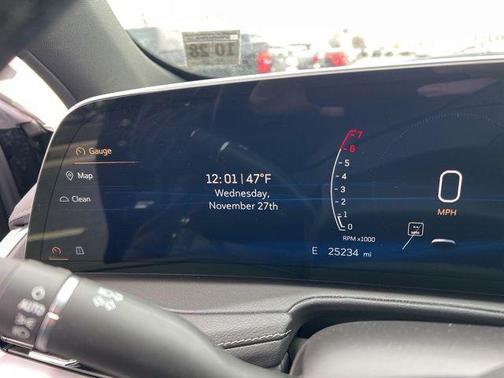 10-28
Gauge
Map
Clean
12:01 | 47°F
Wednesday,
November 27th
7
6
5
4
3
2
1
0
RPM x1000
0
MPH
E 25234 mi
AUTO